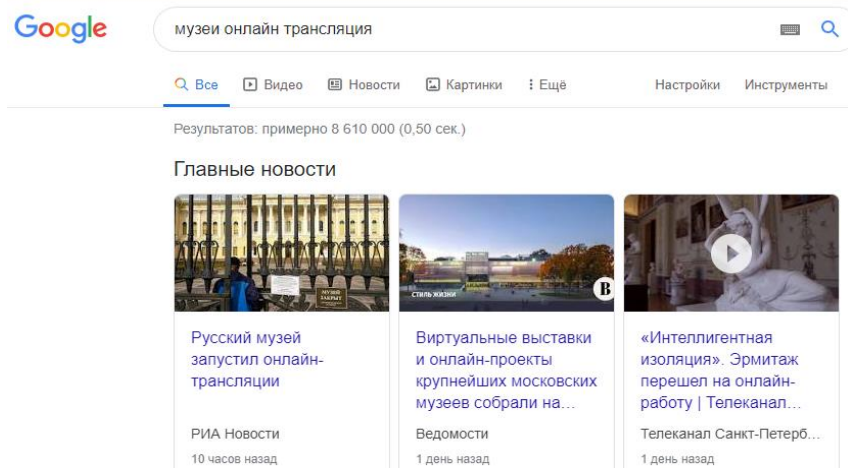 Google
музеи онлайн трансляция
Все Видео Новости Картинки Ещё Настройки Инструменты
Результатов: примерно 8 610 000 (0,50 сек.)
Главные новости
МУЗЕЙ
ЗАКРЫТ
СТИЛЬ ЖИЗНИ
В
Русский музей
запустил онлайн-
трансляции
РИА Новости
10 часов назад
Виртуальные выставки
и онлайн-проекты
крупнейших московских
музеев собрали на...
Ведомости
1 день назад
«Интеллигентная
изоляция». Эрмитаж
перешел на онлайн-
работу | Телеканал...
Телеканал Санкт-Петерб...
1 день назад